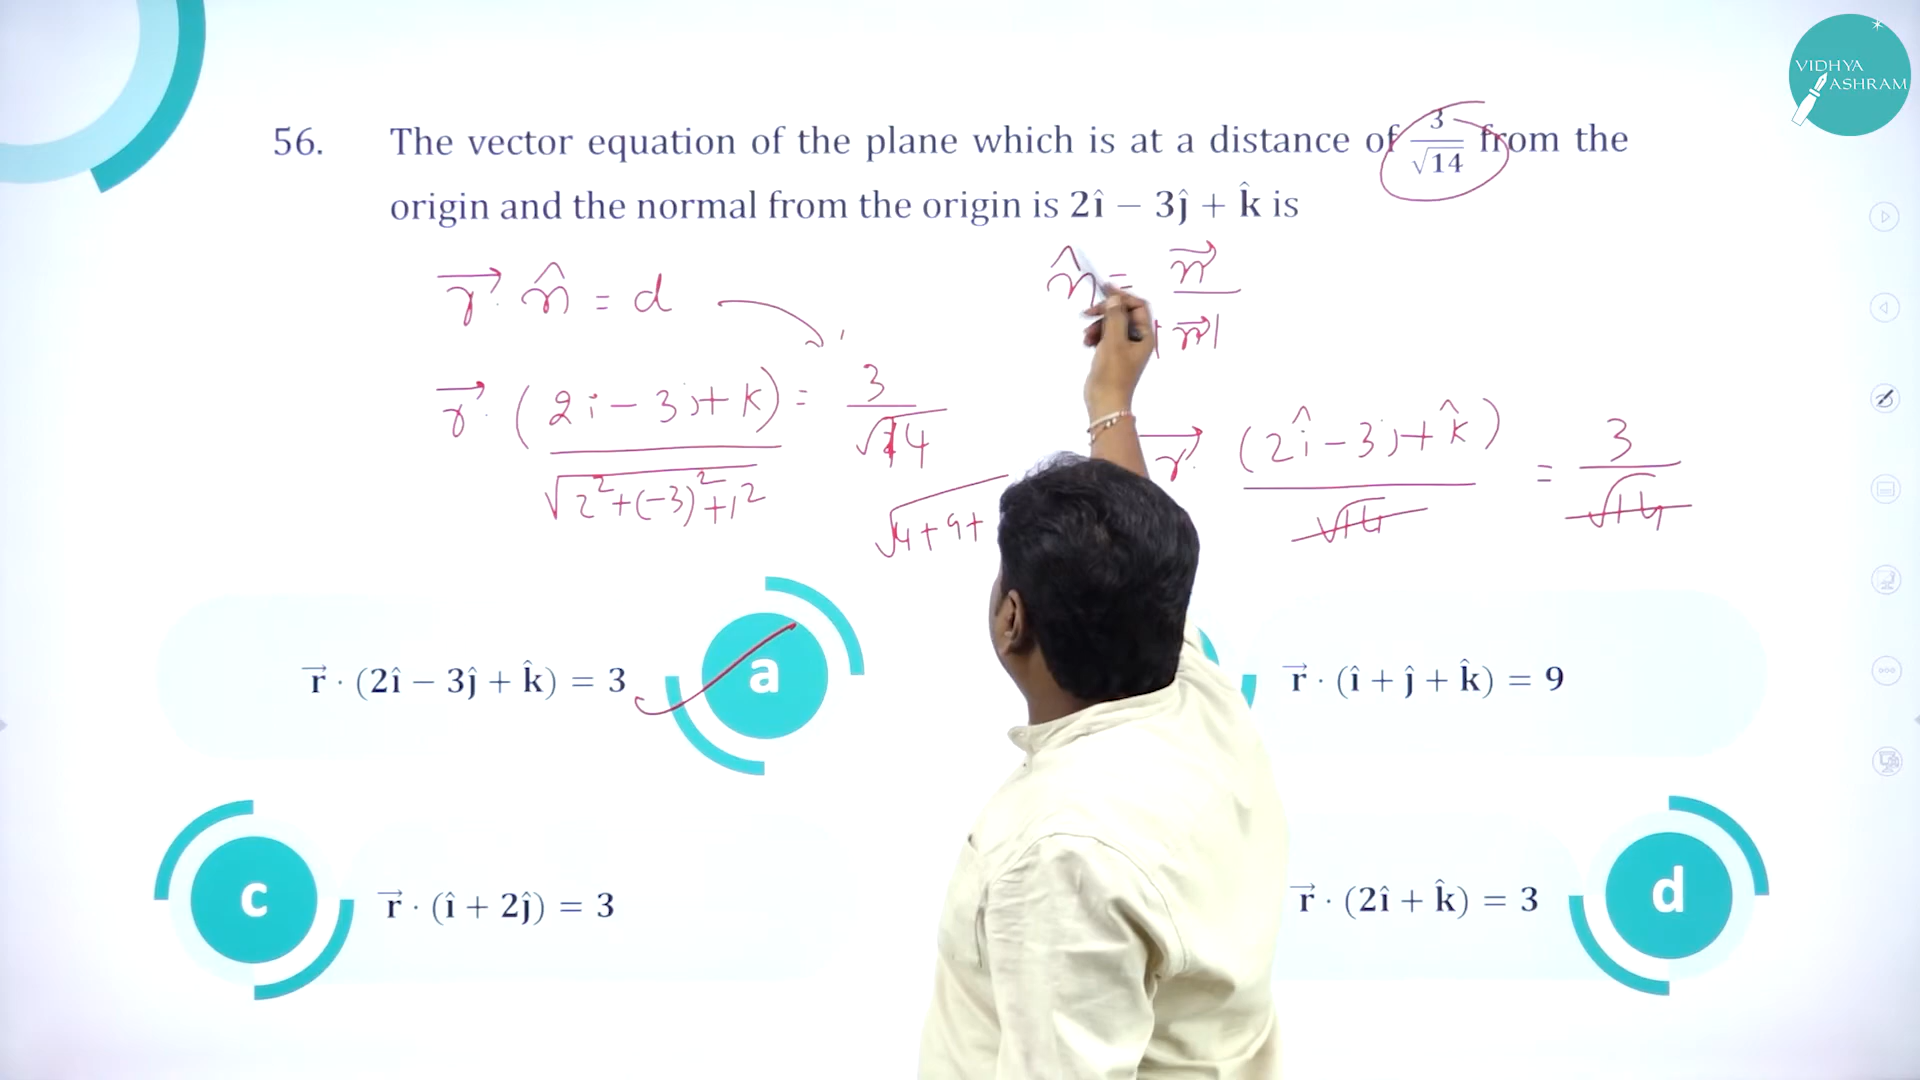 VIDHYA
ASHRAM
56. The vector equation of the plane which is at a distance of 3/√14 from the
origin and the normal from the origin is 2î − 3ĵ + k̂ is
r⃗ · n̂ = d
n̂ = n⃗ / |n⃗|
r⃗ · (2i − 3j + k) / √(2² + (−3)² + 1²) = 3/√14
√4+9+
r⃗ · (2î − 3j + k̂) / √14 = 3/√14
r⃗ · (2î − 3ĵ + k̂) = 3
a
r⃗ · (î + ĵ + k̂) = 9
c
r⃗ · (î + 2ĵ) = 3
r⃗ · (2î + k̂) = 3
d